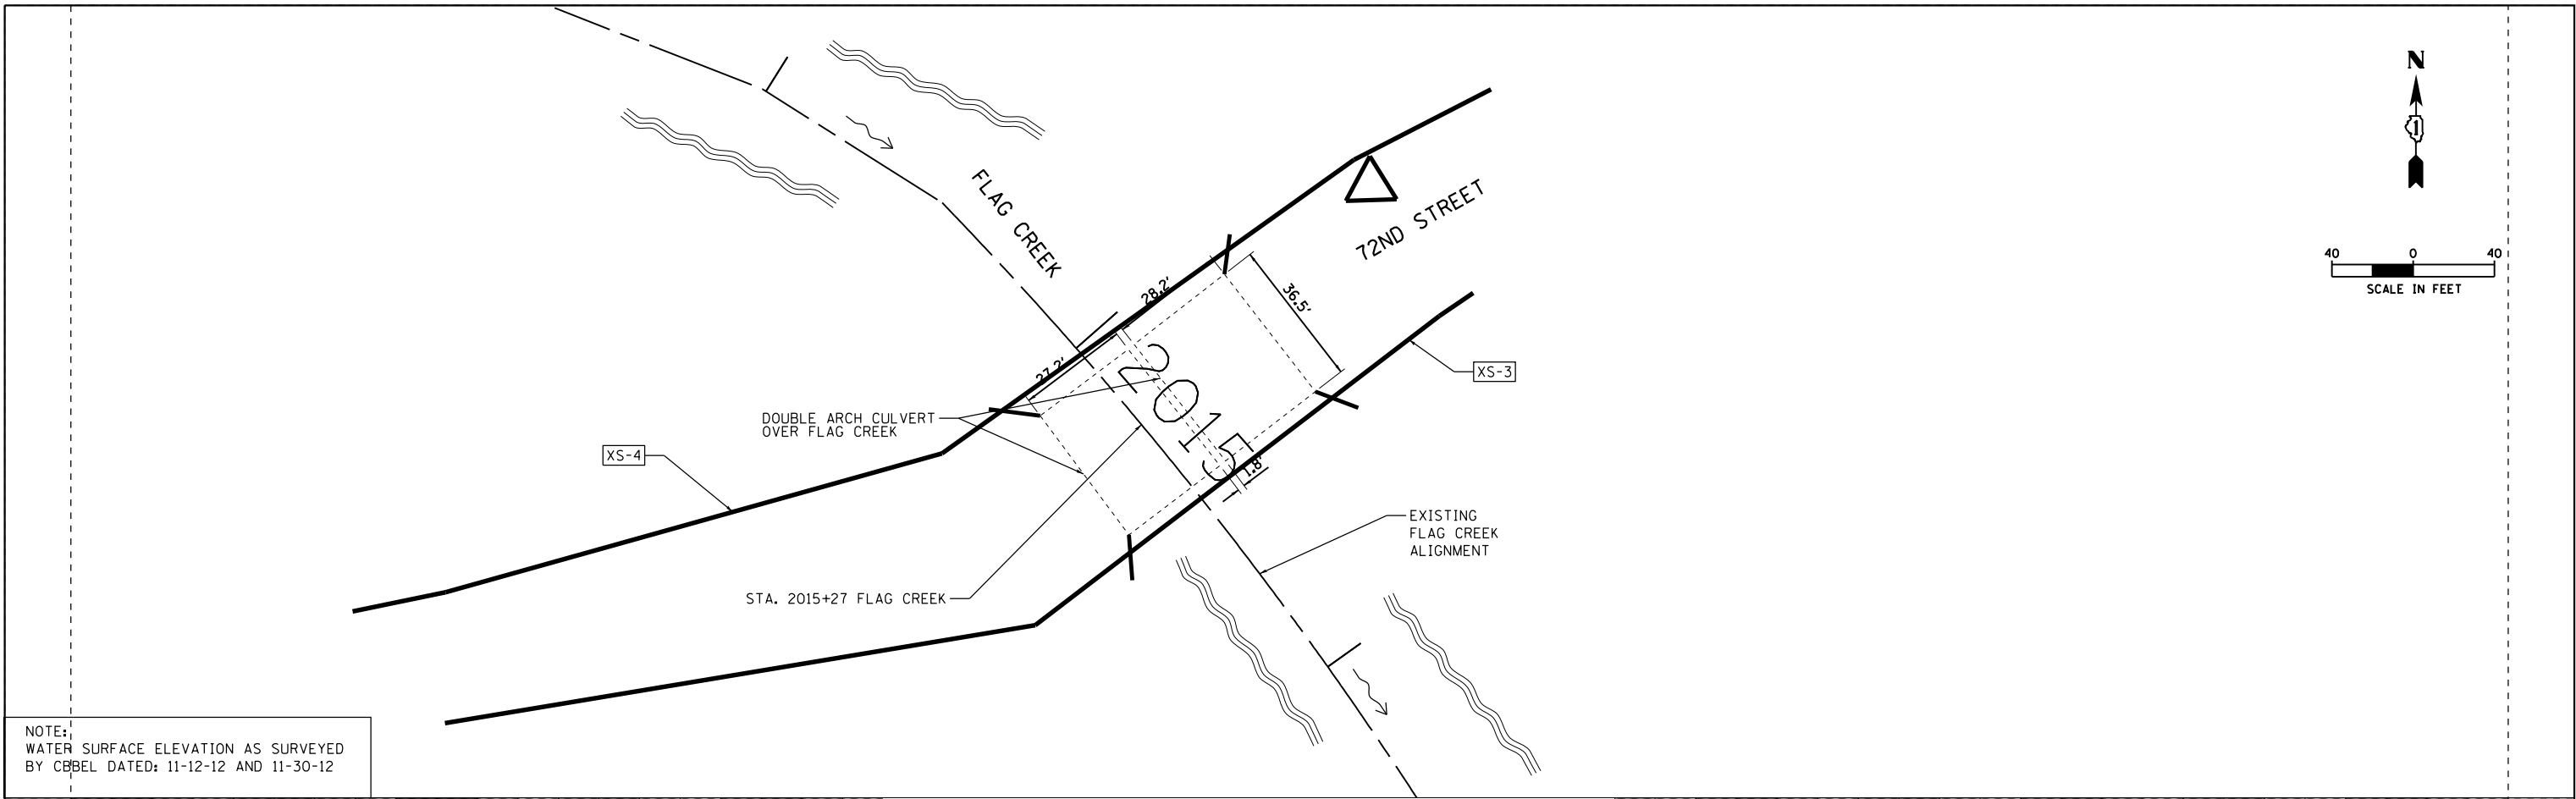 N
40 0 40
SCALE IN FEET
FLAG CREEK
72ND STREET
28.2'
36.5'
27.2'
2015
1.8'
XS-3
DOUBLE ARCH CULVERT
OVER FLAG CREEK
XS-4
EXISTING
FLAG CREEK
ALIGNMENT
STA. 2015+27 FLAG CREEK
NOTE:
WATER SURFACE ELEVATION AS SURVEYED
BY CBBEL DATED: 11-12-12 AND 11-30-12